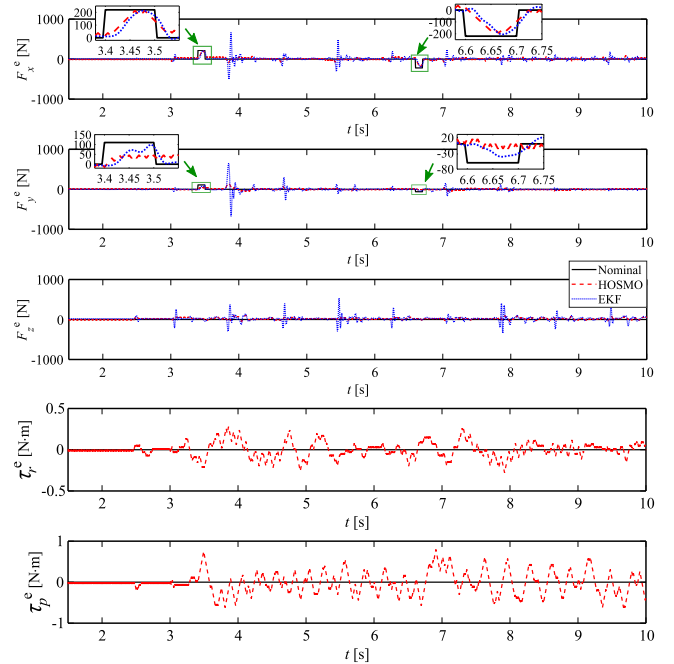 200
100
0
3.4 3.45 3.5
0
-100
-200
6.6 6.65 6.7 6.75
1000
0
-1000
F_x^e [N]
2 3 4 5 6 7 8 9 10
t [s]
150
100
50
0
3.4 3.45 3.5
20
-30
-80
6.6 6.65 6.7 6.75
1000
0
-1000
F_y^e [N]
2 3 4 5 6 7 8 9 10
t [s]
Nominal
HOSMO
EKF
1000
0
-1000
F_z^e [N]
2 3 4 5 6 7 8 9 10
t [s]
0.5
0
-0.5
τ_r^e [N·m]
2 3 4 5 6 7 8 9 10
t [s]
1
0
-1
τ_p^e [N·m]
2 3 4 5 6 7 8 9 10
t [s]